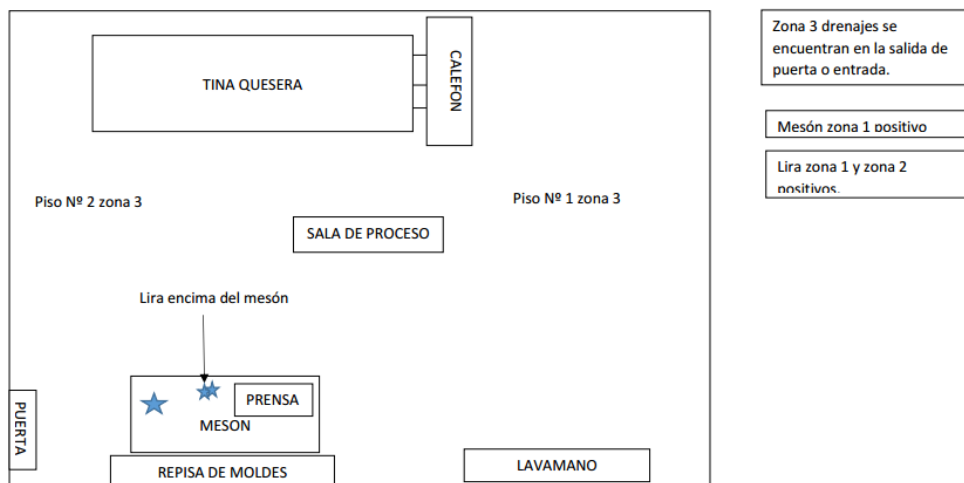 TINA QUESERA
CALEFON
Zona 3 drenajes se
encuentran en la salida de
puerta o entrada.
Mesón zona 1 positivo
Lira zona 1 y zona 2
positivos.
Piso Nº 2 zona 3
Piso Nº 1 zona 3
SALA DE PROCESO
Lira encima del mesón
PRENSA
MESON
PUERTA
REPISA DE MOLDES
LAVAMANO